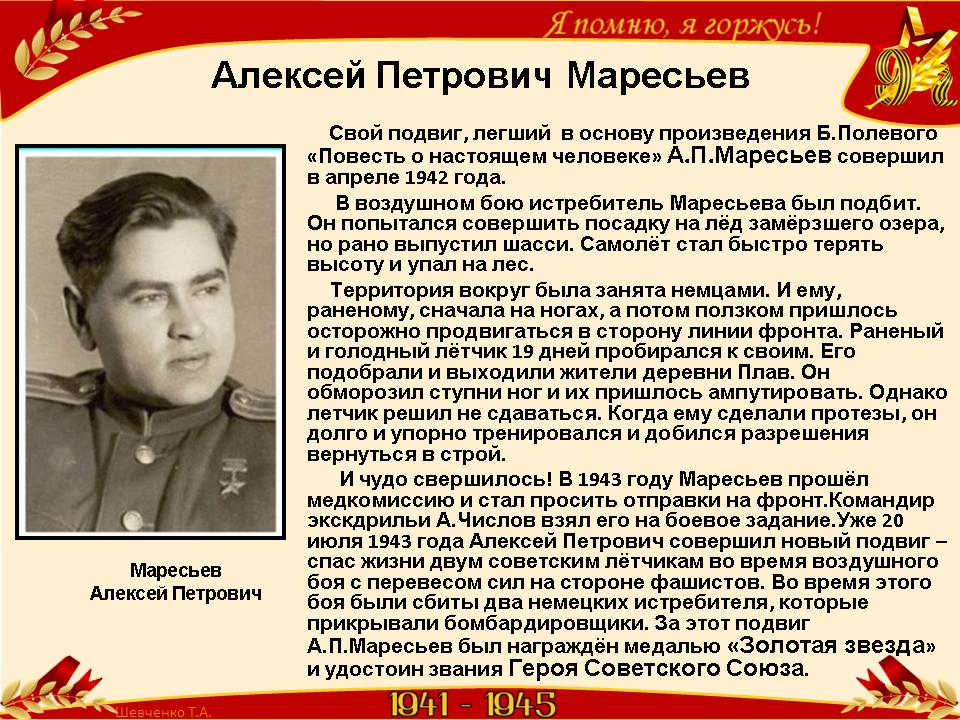 Я помню, я горжусь!
Алексей Петрович Маресьев
Свой подвиг, легший в основу произведения Б.Полевого
«Повесть о настоящем человеке» А.П.Маресьев совершил
в апреле 1942 года.
В воздушном бою истребитель Маресьева был подбит.
Он попытался совершить посадку на лёд замёрзшего озера,
но рано выпустил шасси. Самолёт стал быстро терять
высоту и упал на лес.
Территория вокруг была занята немцами. И ему,
раненому, сначала на ногах, а потом ползком пришлось
осторожно продвигаться в сторону линии фронта. Раненый
и голодный лётчик 19 дней пробирался к своим. Его
подобрали и выходили жители деревни Плав. Он
обморозил ступни ног и их пришлось ампутировать. Однако
летчик решил не сдаваться. Когда ему сделали протезы, он
долго и упорно тренировался и добился разрешения
вернуться в строй.
И чудо свершилось! В 1943 году Маресьев прошёл
медкомиссию и стал просить отправки на фронт.Командир
экскдрильи А.Числов взял его на боевое задание.Уже 20
июля 1943 года Алексей Петрович совершил новый подвиг –
спас жизни двум советским лётчикам во время воздушного
боя с перевесом сил на стороне фашистов. Во время этого
боя были сбиты два немецких истребителя, которые
прикрывали бомбардировщики. За этот подвиг
А.П.Маресьев был награждён медалью «Золотая звезда»
и удостоин звания Героя Советского Союза.
Маресьев
Алексей Петрович
Шевченко Т.А.
1941 - 1945